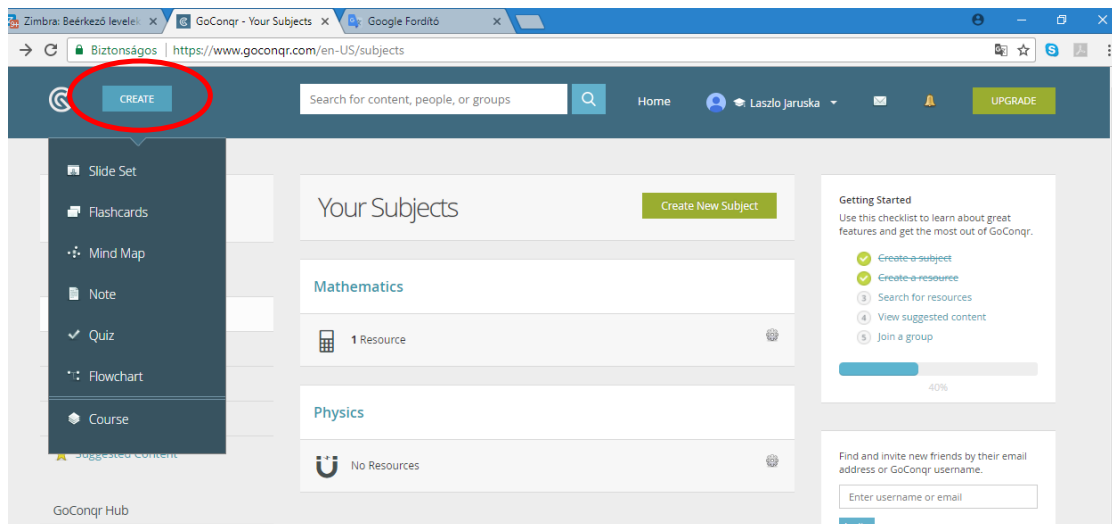 Zimbra: Beérkező levelek
GoConqr - Your Subjects
Google Fordító
Biztonságos
https://www.goconqr.com/en-US/subjects
CREATE
Search for content, people, or groups
Home
Laszlo Jaruska
UPGRADE
Slide Set
Flashcards
Mind Map
Note
Quiz
Flowchart
Course
Suggested Content
GoConqr Hub
Your Subjects
Create New Subject
Mathematics
1 Resource
Physics
No Resources
Getting Started
Use this checklist to learn about great
features and get the most out of GoConqr.
Create a subject
Create a resource
3 Search for resources
4 View suggested content
5 Join a group
40%
Find and invite new friends by their email
address or GoConqr username.
Enter username or email